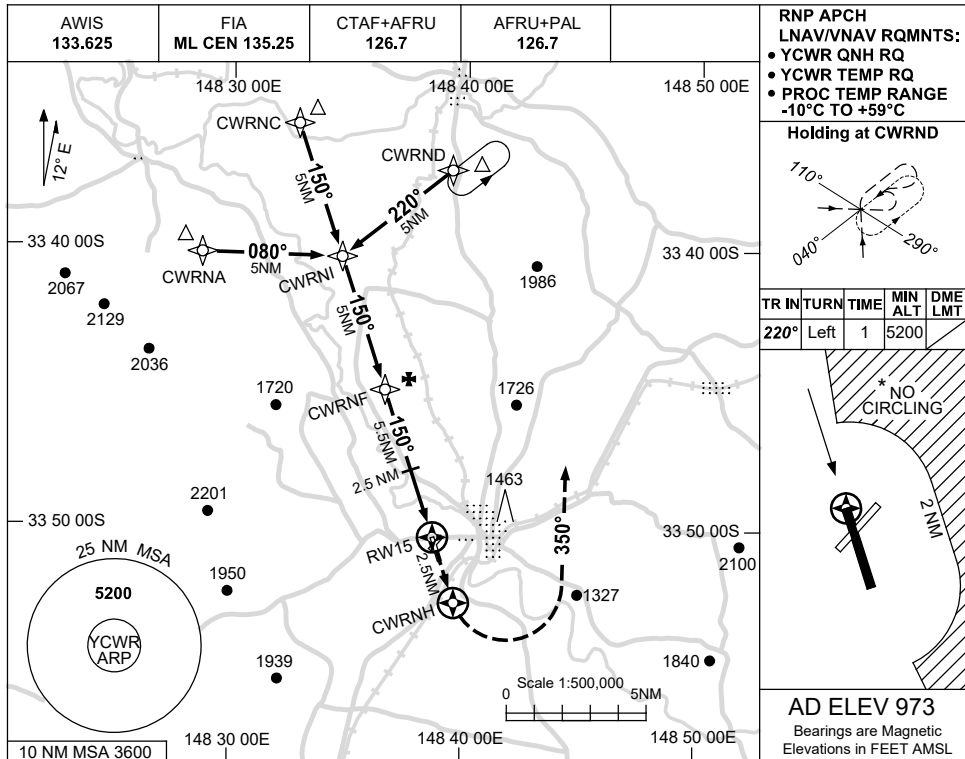 AWIS
133.625
FIA
ML CEN 135.25
CTAF+AFRU
126.7
AFRU+PAL
126.7
RNP APCH
LNAV/VNAV RQMNTS:
• YCWR QNH RQ
• YCWR TEMP RQ
• PROC TEMP RANGE
-10°C TO +59°C
148 30 00E
148 40 00E
148 50 00E
12° E
CWRNC
CWRND
150°
5NM
220°
5NM
33 40 00S
33 40 00S
080°
5NM
CWRNA
CWRNI
2067
2129
2036
1986
150°
5NM
1720
1726
CWRNF
150°
5.5NM
2.5 NM
1463
2201
33 50 00S
33 50 00S
350°
RW15
2.5NM
2100
25 NM MSA
5200
YCWR
ARP
1950
1327
CWRNH
1939
1840
Scale 1:500,000
0
5NM
148 30 00E
148 40 00E
148 50 00E
10 NM MSA 3600
Holding at CWRND
110°
040°
290°
TR IN
TURN
TIME
MIN
ALT
DME
LMT
220°
Left
1
5200
* NO
CIRCLING
2 NM
AD ELEV 973
Bearings are Magnetic
Elevations in FEET AMSL